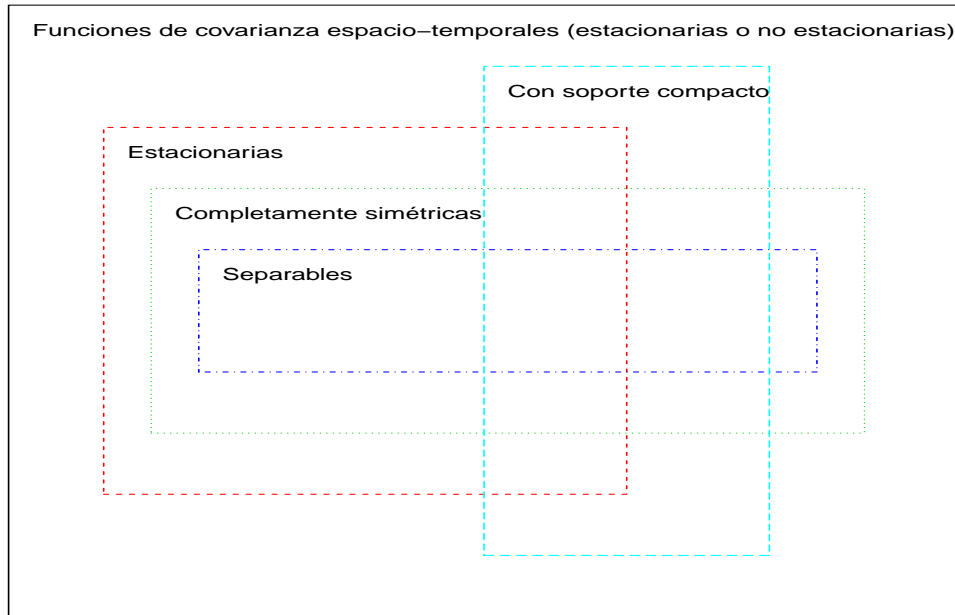 Funciones de covarianza espacio−temporales (estacionarias o no estacionarias)
Con soporte compacto
Estacionarias
Completamente simétricas
Separables